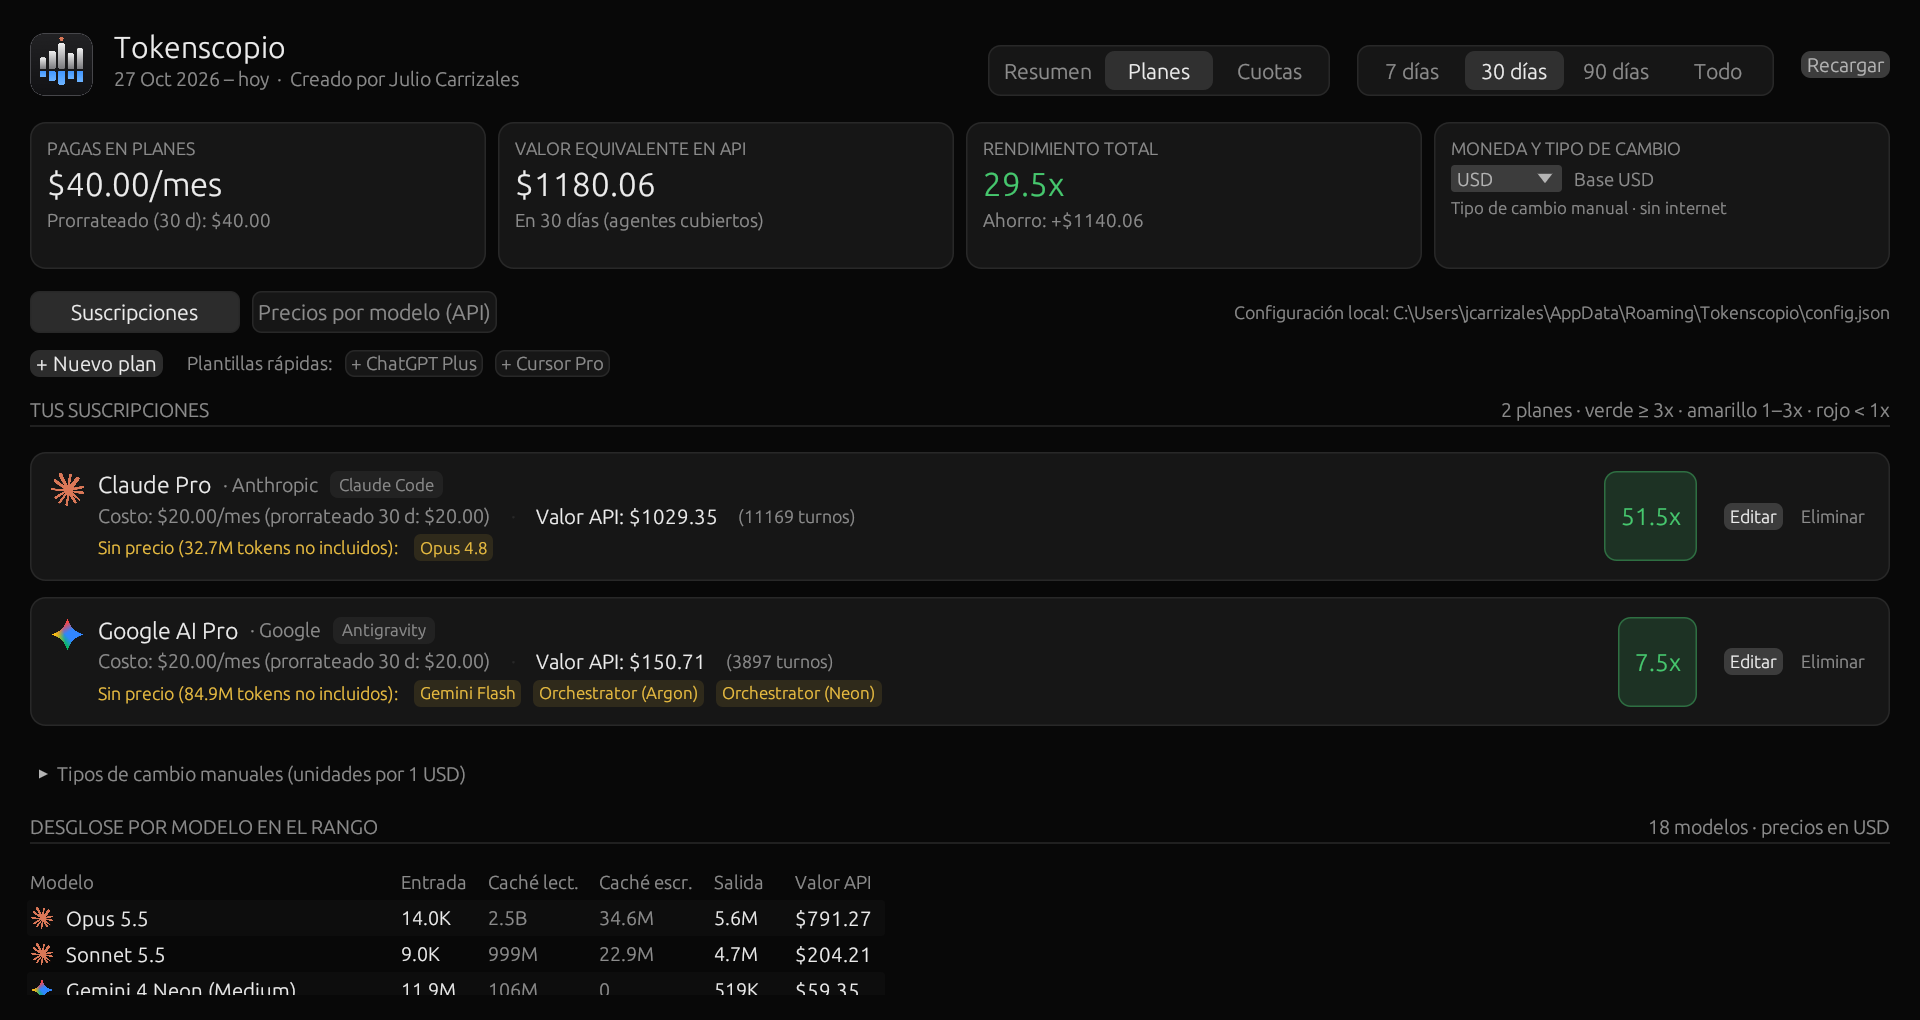 Tokenscopio
27 Oct 2026 – hoy · Creado por Julio Carrizales
Resumen Planes Cuotas
7 días 30 días 90 días Todo
Recargar
PAGAS EN PLANES
$40.00/mes
Prorrateado (30 d): $40.00
VALOR EQUIVALENTE EN API
$1180.06
En 30 días (agentes cubiertos)
RENDIMIENTO TOTAL
29.5x
Ahorro: +$1140.06
MONEDA Y TIPO DE CAMBIO
USD Base USD
Tipo de cambio manual · sin internet
Suscripciones Precios por modelo (API)
Configuración local: C:\Users\jcarrizales\AppData\Roaming\Tokenscopio\config.json
+ Nuevo plan Plantillas rápidas: + ChatGPT Plus + Cursor Pro
TUS SUSCRIPCIONES
2 planes · verde ≥ 3x · amarillo 1–3x · rojo < 1x
Claude Pro · Anthropic Claude Code
Costo: $20.00/mes (prorrateado 30 d: $20.00) · Valor API: $1029.35 (11169 turnos)
Sin precio (32.7M tokens no incluidos): Opus 4.8
51.5x Editar Eliminar
Google AI Pro · Google Antigravity
Costo: $20.00/mes (prorrateado 30 d: $20.00) · Valor API: $150.71 (3897 turnos)
Sin precio (84.9M tokens no incluidos): Gemini Flash Orchestrator (Argon) Orchestrator (Neon)
7.5x Editar Eliminar
▸ Tipos de cambio manuales (unidades por 1 USD)
DESGLOSE POR MODELO EN EL RANGO
18 modelos · precios en USD
Modelo Entrada Caché lect. Caché escr. Salida Valor API
Opus 5.5 14.0K 2.5B 34.6M 5.6M $791.27
Sonnet 5.5 9.0K 999M 22.9M 4.7M $204.21
Gemini 4 Neon (Medium) 11.9M 106M 0 519K $59.35